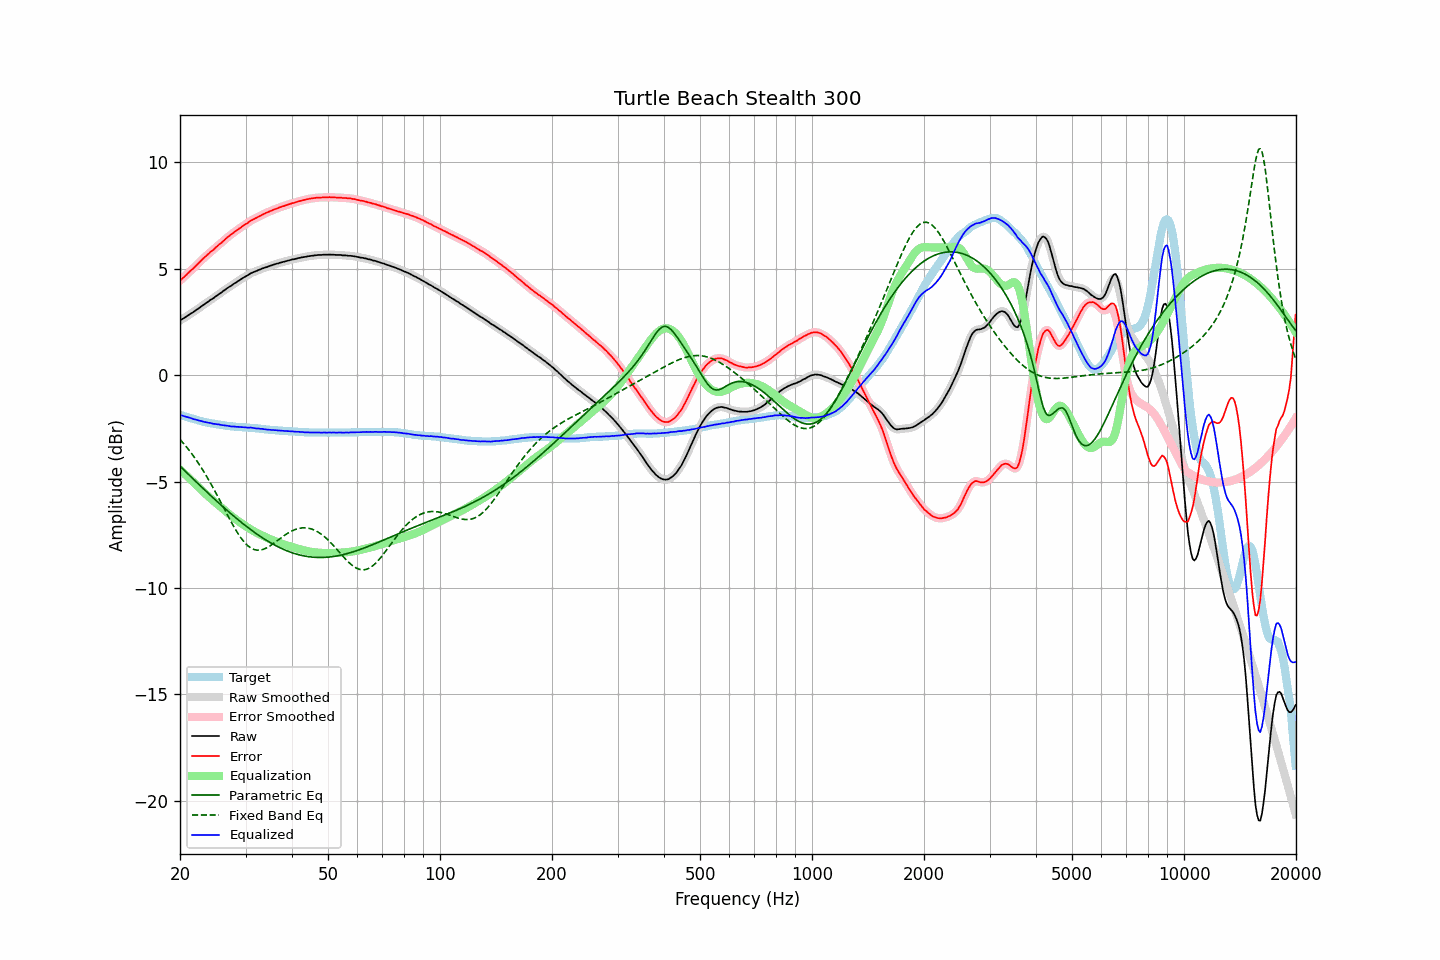 Turtle Beach Stealth 300
Amplitude (dBr)
10
5
0
−5
−10
−15
−20
Target
Raw Smoothed
Error Smoothed
Raw
Error
Equalization
Parametric Eq
Fixed Band Eq
Equalized
20
50
100
200
500
1000
2000
5000
10000
20000
Frequency (Hz)